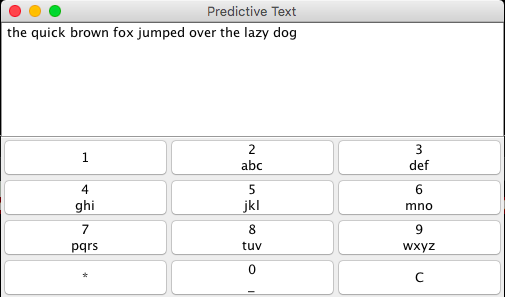 Predictive Text
the quick brown fox jumped over the lazy dog
1
2
abc
3
def
4
ghi
5
jkl
6
mno
7
pqrs
8
tuv
9
wxyz
*
0
_
C